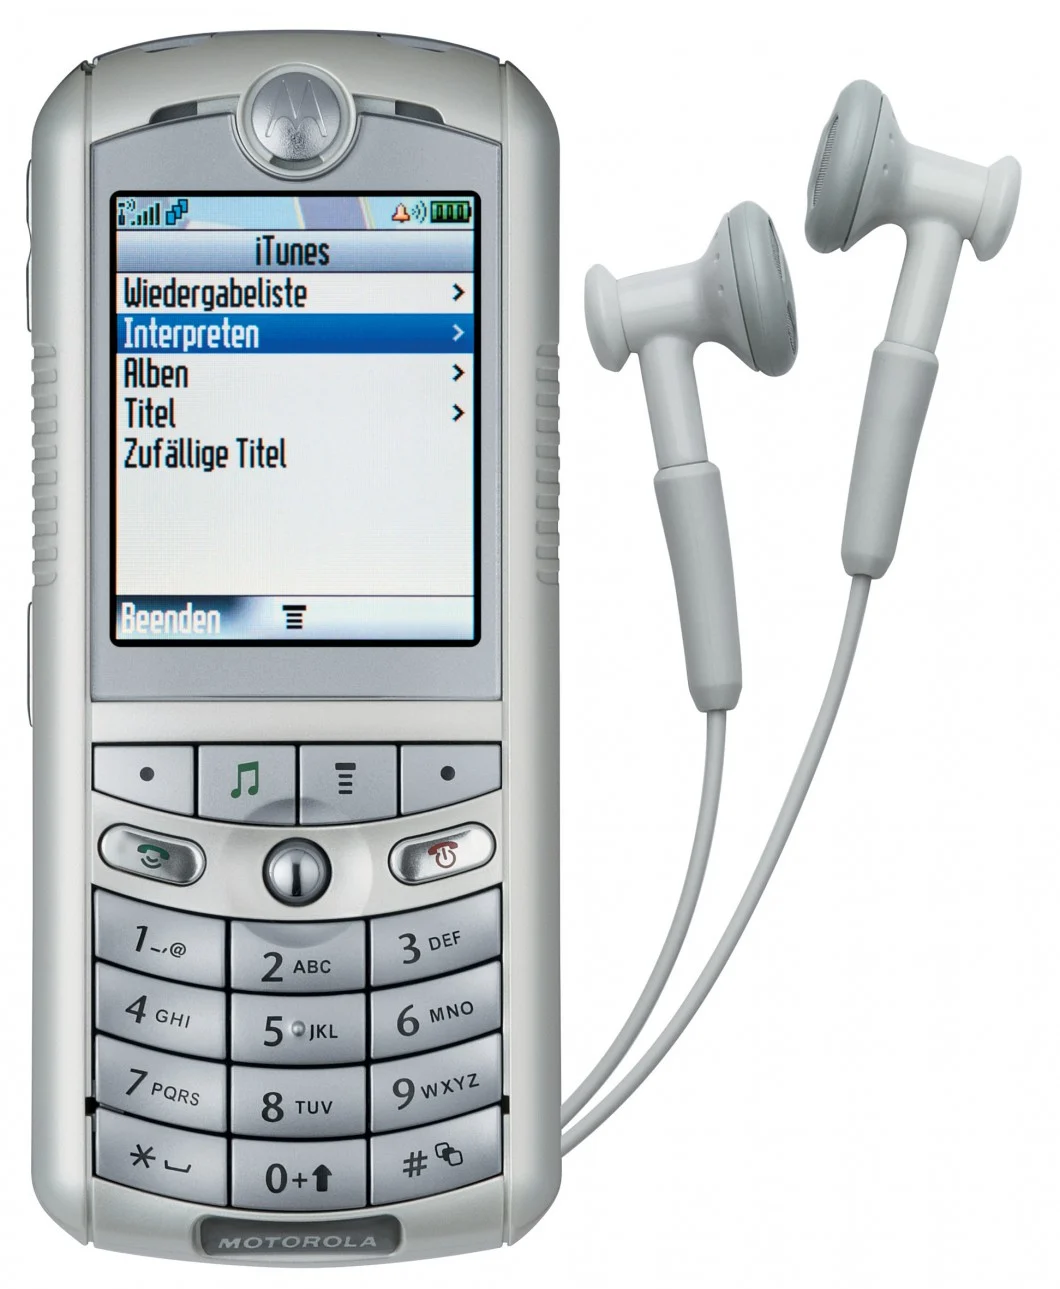 iTunes
Wiedergabeliste
Interpreten
Alben
Titel
Zufällige Titel
Beenden
1_,@
2 ABC
3 DEF
4 GHI
5 JKL
6 MNO
7 PQRS
8 TUV
9 WXYZ
*
0+
#
MOTOROLA